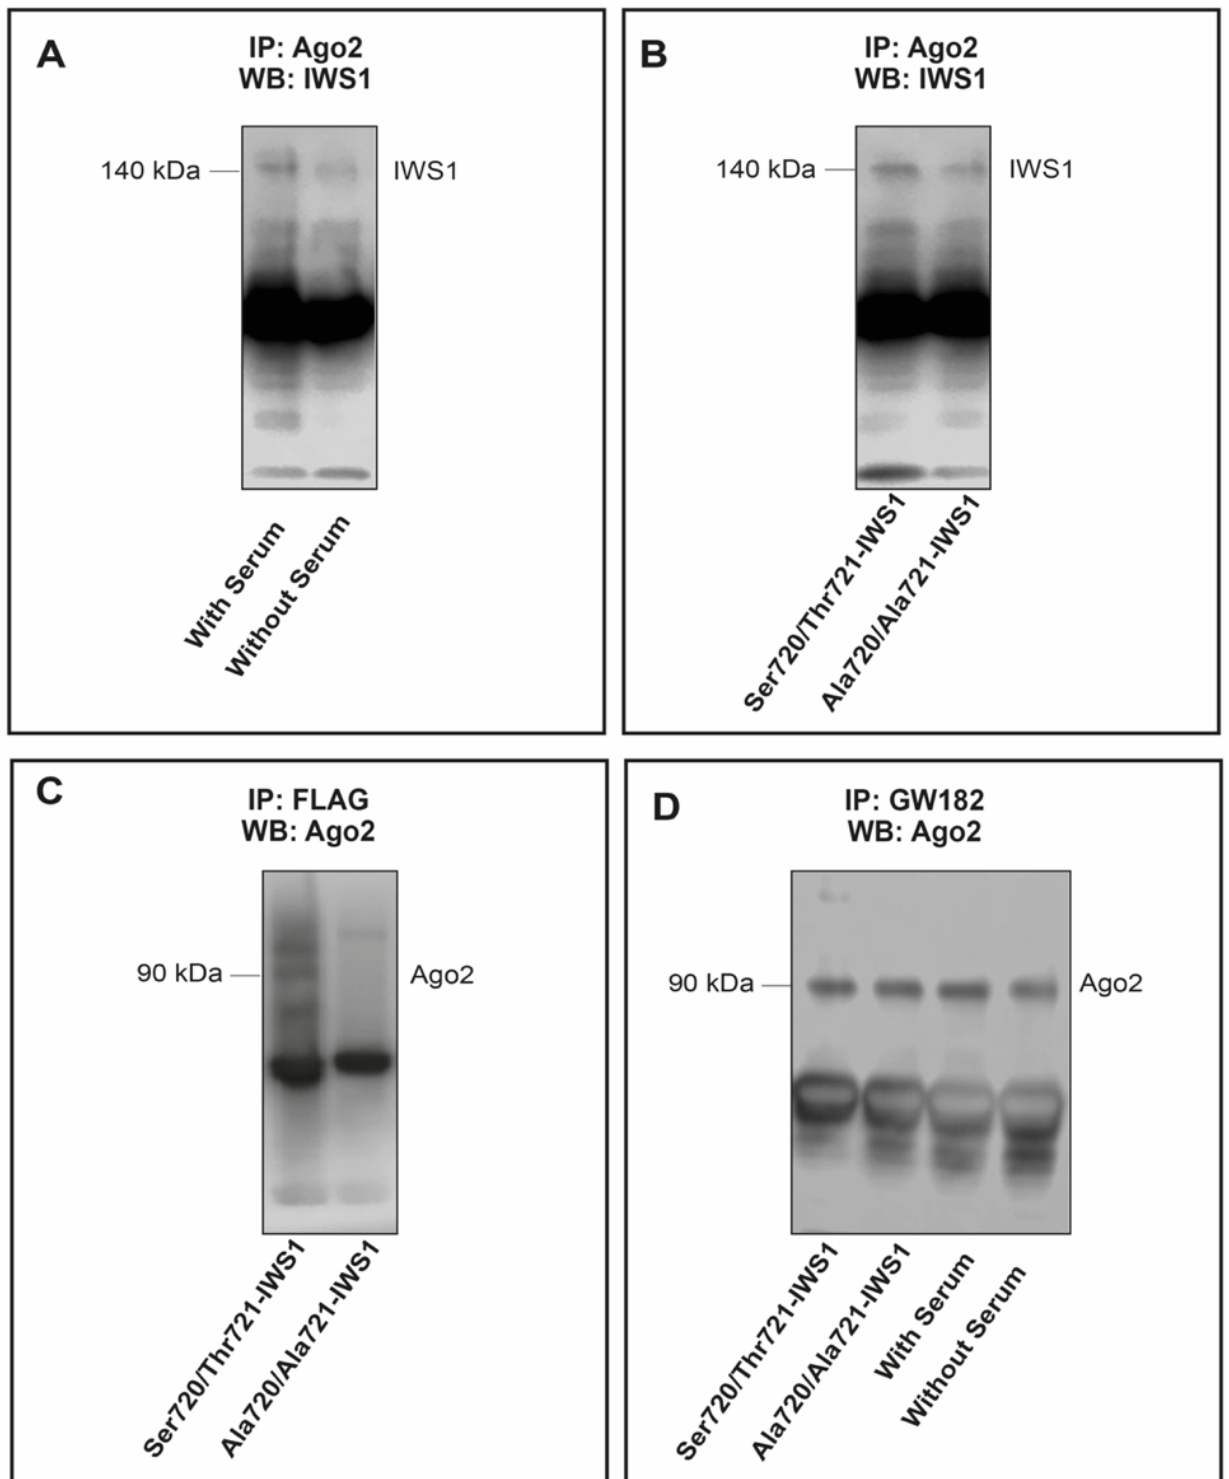 A
IP: Ago2
WB: IWS1
140 kDa
IWS1
With Serum
Without Serum
B
IP: Ago2
WB: IWS1
140 kDa
IWS1
Ser720/Thr721-IWS1
Ala720/Ala721-IWS1
C
IP: FLAG
WB: Ago2
90 kDa
Ago2
Ser720/Thr721-IWS1
Ala720/Ala721-IWS1
D
IP: GW182
WB: Ago2
90 kDa
Ago2
Ser720/Thr721-IWS1
Ala720/Ala721-IWS1
With Serum
Without Serum